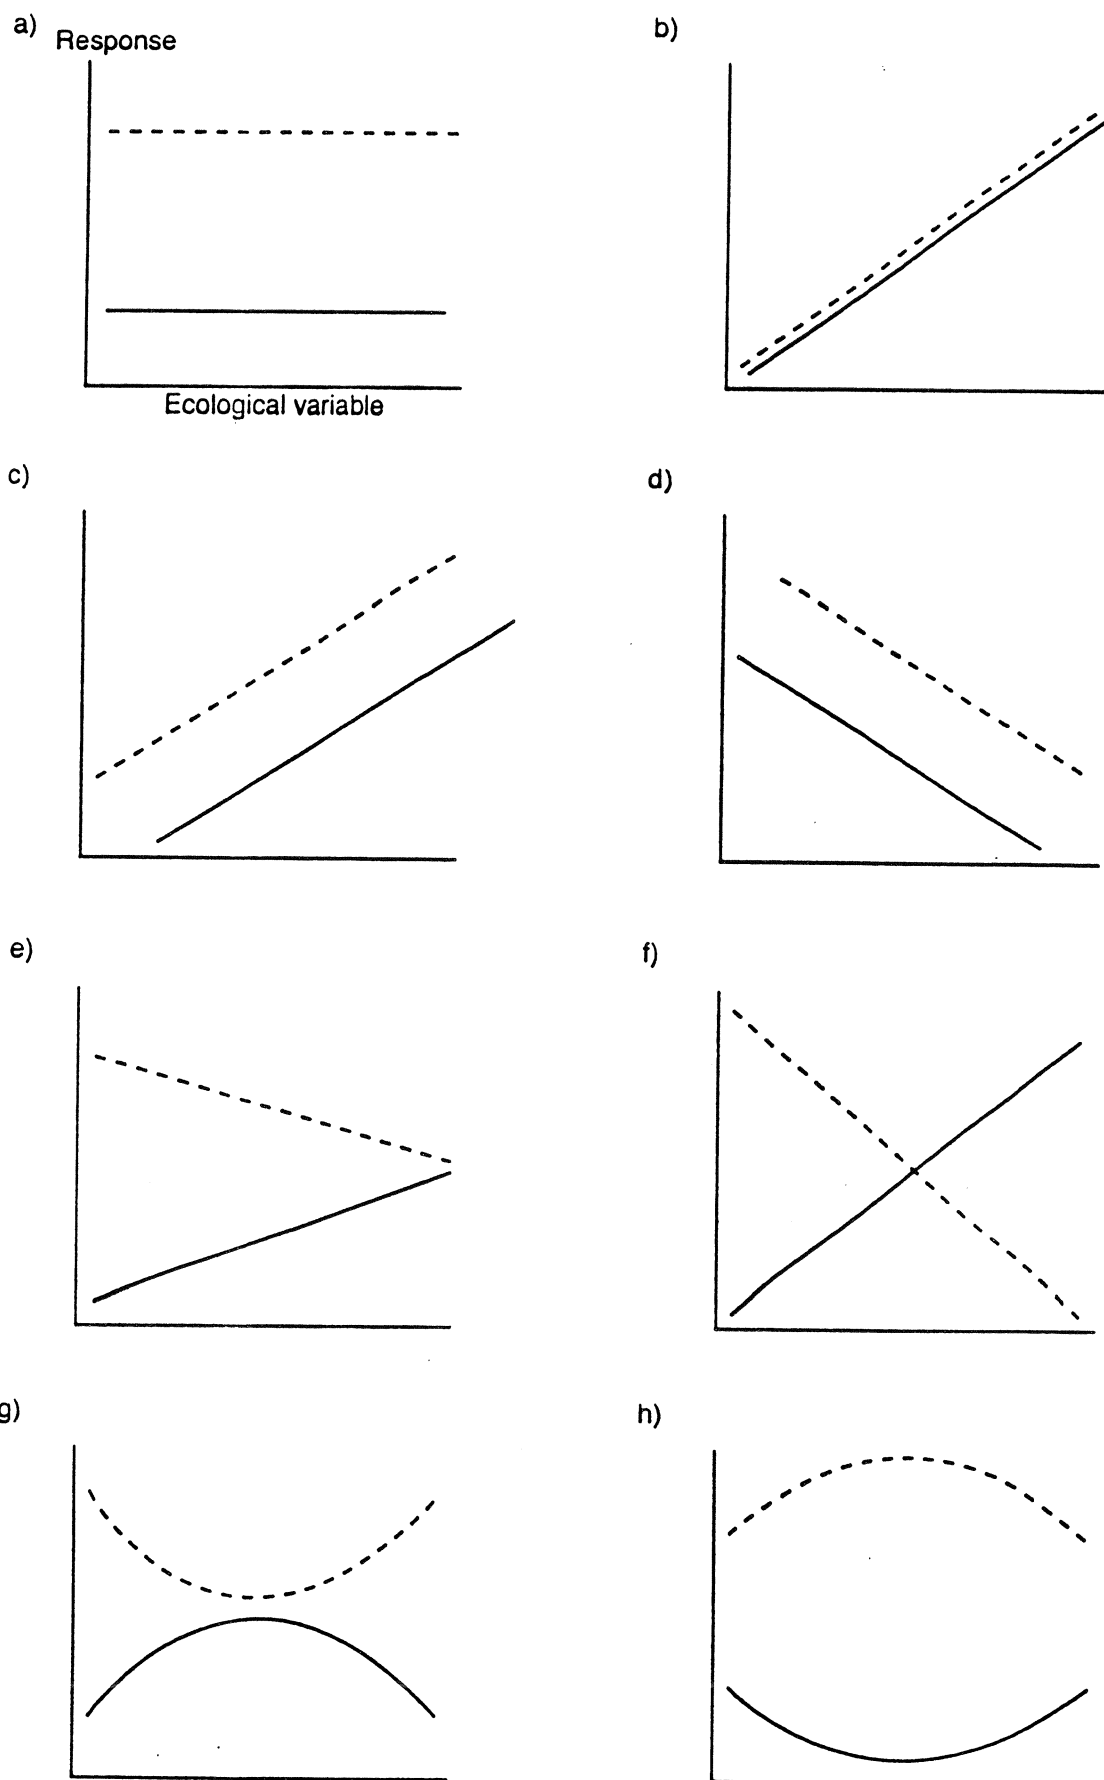 a)
Response
b)
Ecological variable
c)
d)
e)
f)
g)
h)